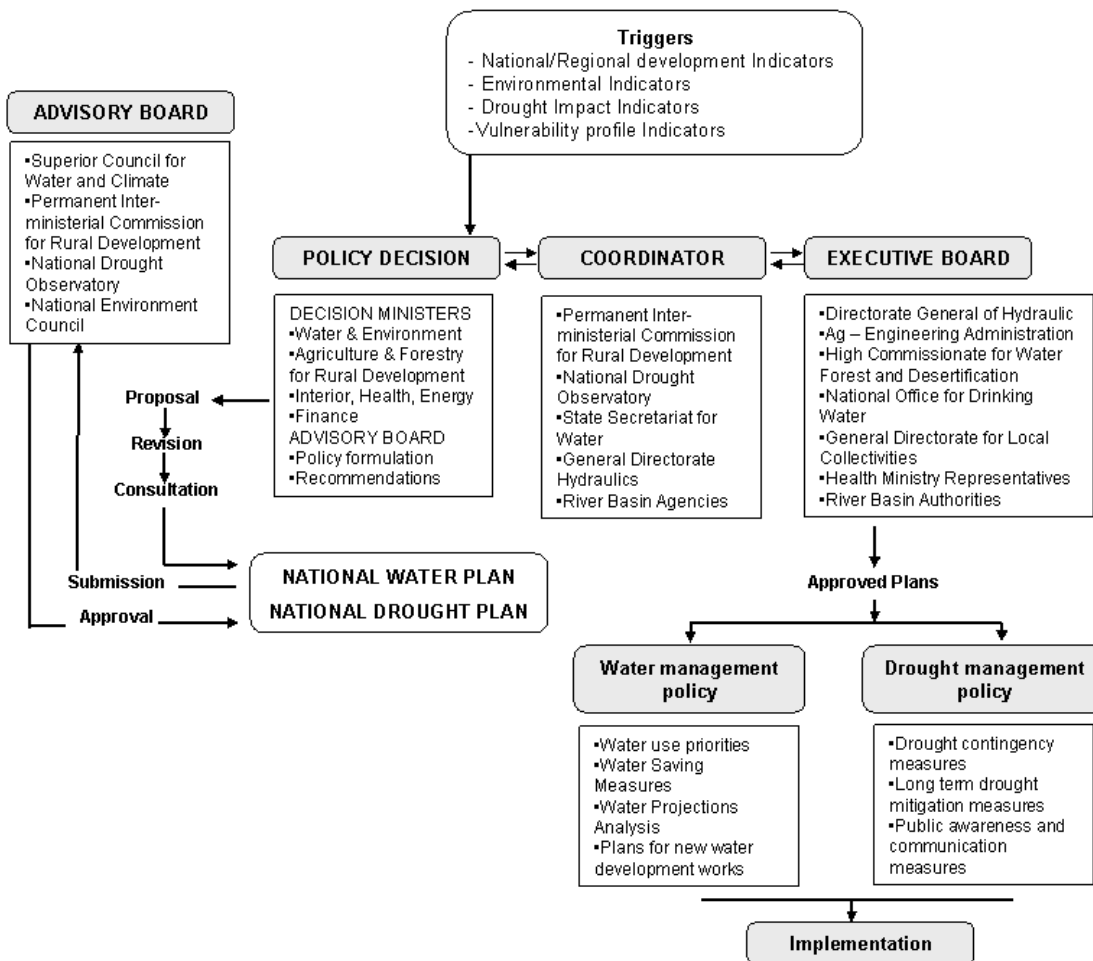 Triggers
- National/Regional development Indicators
- Environmental Indicators
- Drought Impact Indicators
-Vulnerability profile Indicators
ADVISORY BOARD
▪Superior Council for
Water and Climate
▪Permanent Inter-
ministerial Commission
for Rural Development
▪National Drought
Observatory
▪National Environment
Council
POLICY DECISION
DECISION MINISTERS
▪Water & Environment
▪Agriculture & Forestry
for Rural Development
▪Interior, Health, Energy
▪Finance
ADVISORY BOARD
▪Policy formulation
▪Recommendations
COORDINATOR
▪Permanent Inter-
ministerial Commission
for Rural Development
▪National Drought
Observatory
▪State Secretariat for
Water
▪General Directorate
Hydraulics
▪River Basin Agencies
EXECUTIVE BOARD
▪Directorate General of Hydraulic
▪Ag – Engineering Administration
▪High Commissionate for Water
Forest and Desertification
▪National Office for Drinking
Water
▪General Directorate for Local
Collectivities
▪Health Ministry Representatives
▪River Basin Authorities
Proposal
Revision
Consultation
Submission
Approval
NATIONAL WATER PLAN
NATIONAL DROUGHT PLAN
Approved Plans
Water management
policy
▪Water use priorities
▪Water Saving
Measures
▪Water Projections
Analysis
▪Plans for new water
development works
Drought management
policy
▪Drought contingency
measures
▪Long term drought
mitigation measures
▪Public awareness and
communication
measures
Implementation